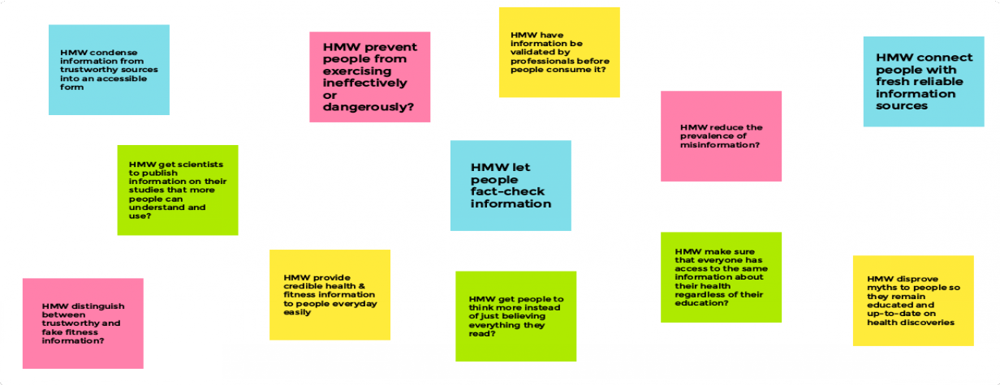 HMW condense
information from
trustworthy sources
into an accessible
form
HMW prevent
people from
exercising
ineffectively
or
dangerously?
HMW have
information be
validated by
professionals before
people consume it?
HMW connect
people with
fresh reliable
information
sources
HMW reduce the
prevalence of
misinformation?
HMW get scientists
to publish
information on their
studies that more
people can
understand and
use?
HMW let
people
fact-check
information
HMW make sure
that everyone has
access to the same
information about
their health
regardless of their
education?
HMW distinguish
between
trustworthy and
fake fitness
information?
HMW provide
credible health &
fitness information
to people everyday
easily
HMW get people to
think more instead
of just believing
everything they
read?
HMW disprove
myths to people so
they remain
educated and
up-to-date on
health discoveries